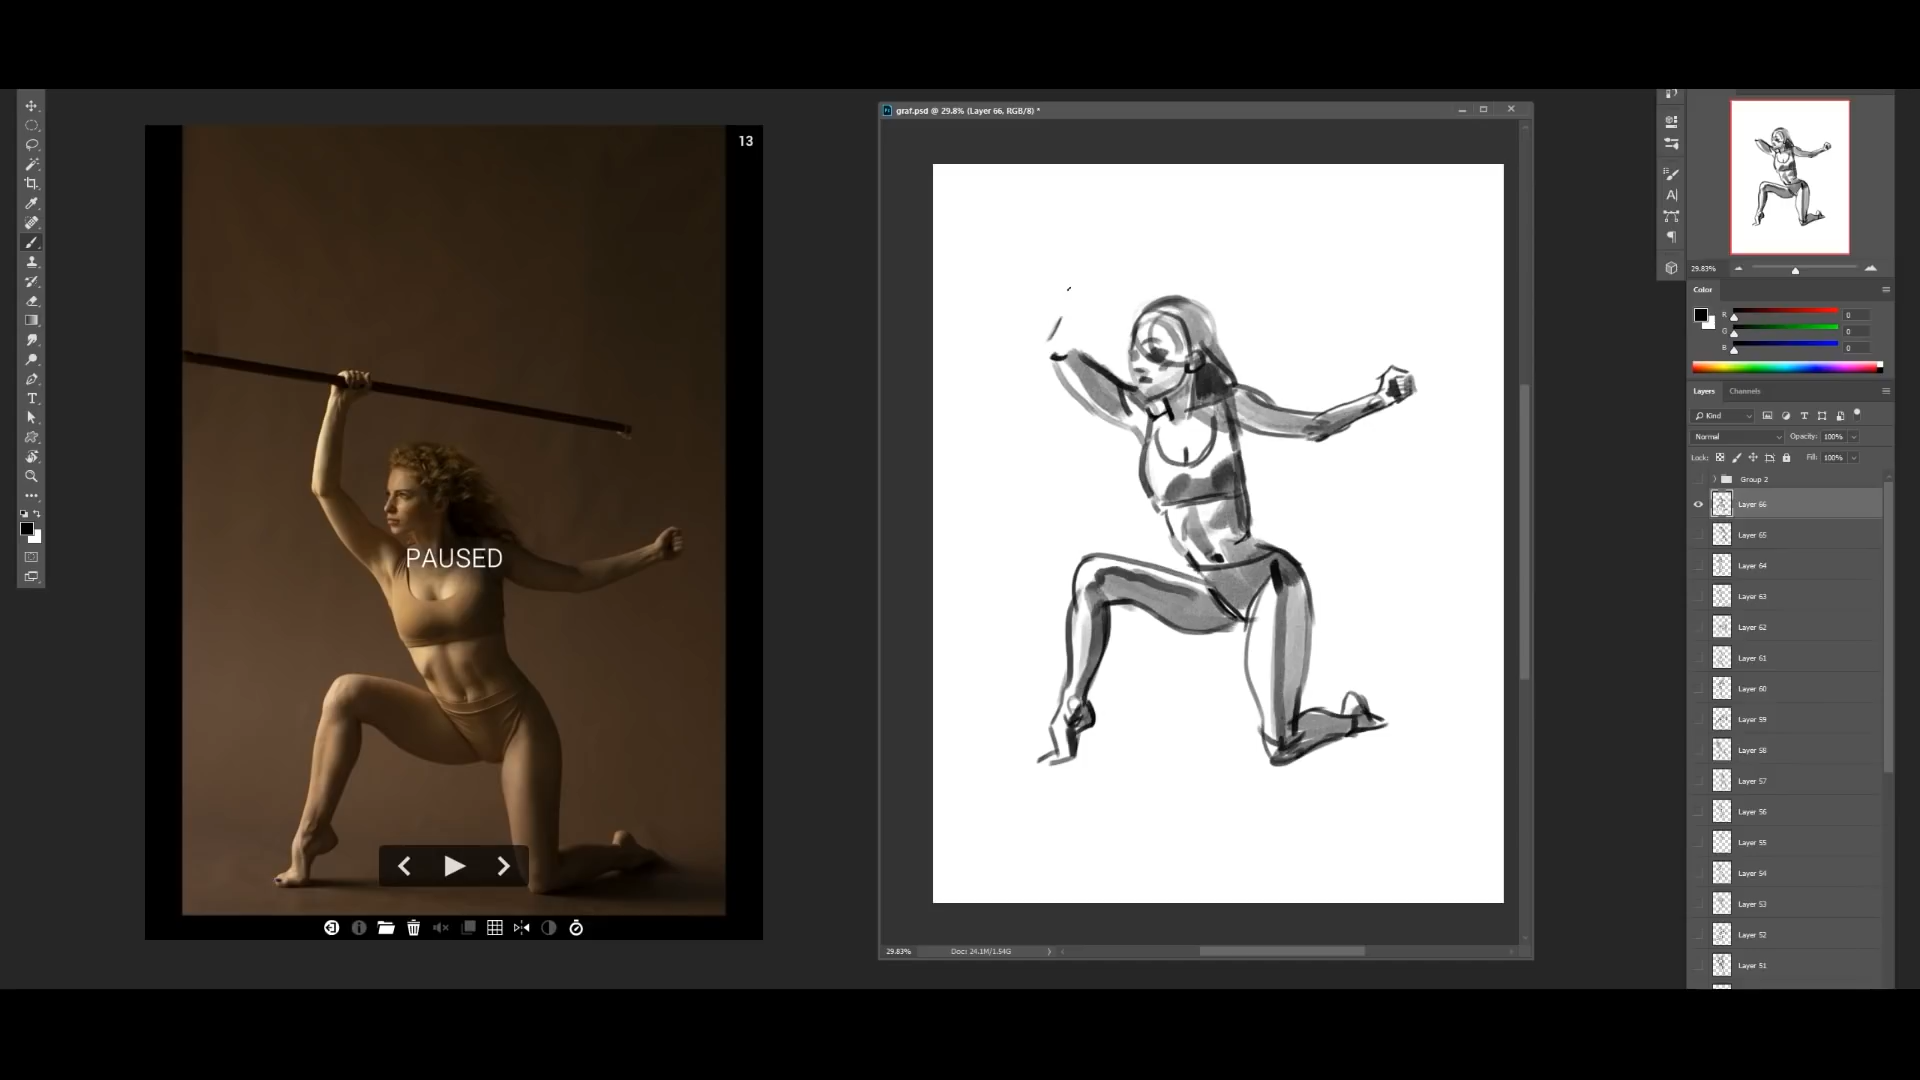 graf.psd @ 29.8% (Layer 66, RGB/8) *
13
PAUSED
29.83%
Doc: 24.1M/1.54G
29.83%
Color
R 0
G 0
B 0
Layers Channels
Kind
Normal Opacity: 100%
Lock: Fill: 100%
Group 2
Layer 66
Layer 65
Layer 64
Layer 63
Layer 62
Layer 61
Layer 60
Layer 59
Layer 58
Layer 57
Layer 56
Layer 55
Layer 54
Layer 53
Layer 52
Layer 51